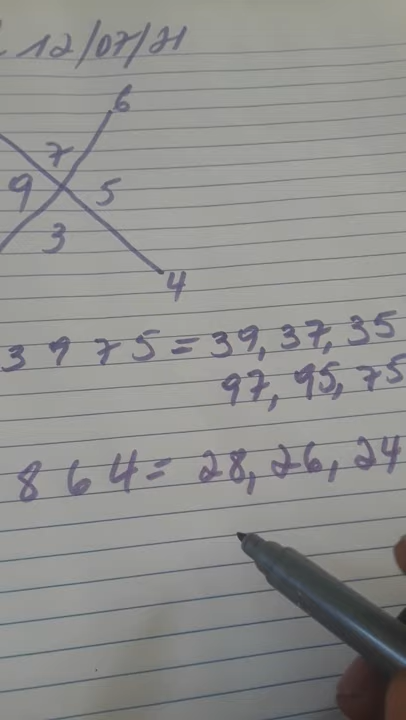 12/07/21
6
7
9 5
3
4
3 9 7 5 = 39, 37, 35
97, 95, 75
8 6 4 = 28, 26, 24